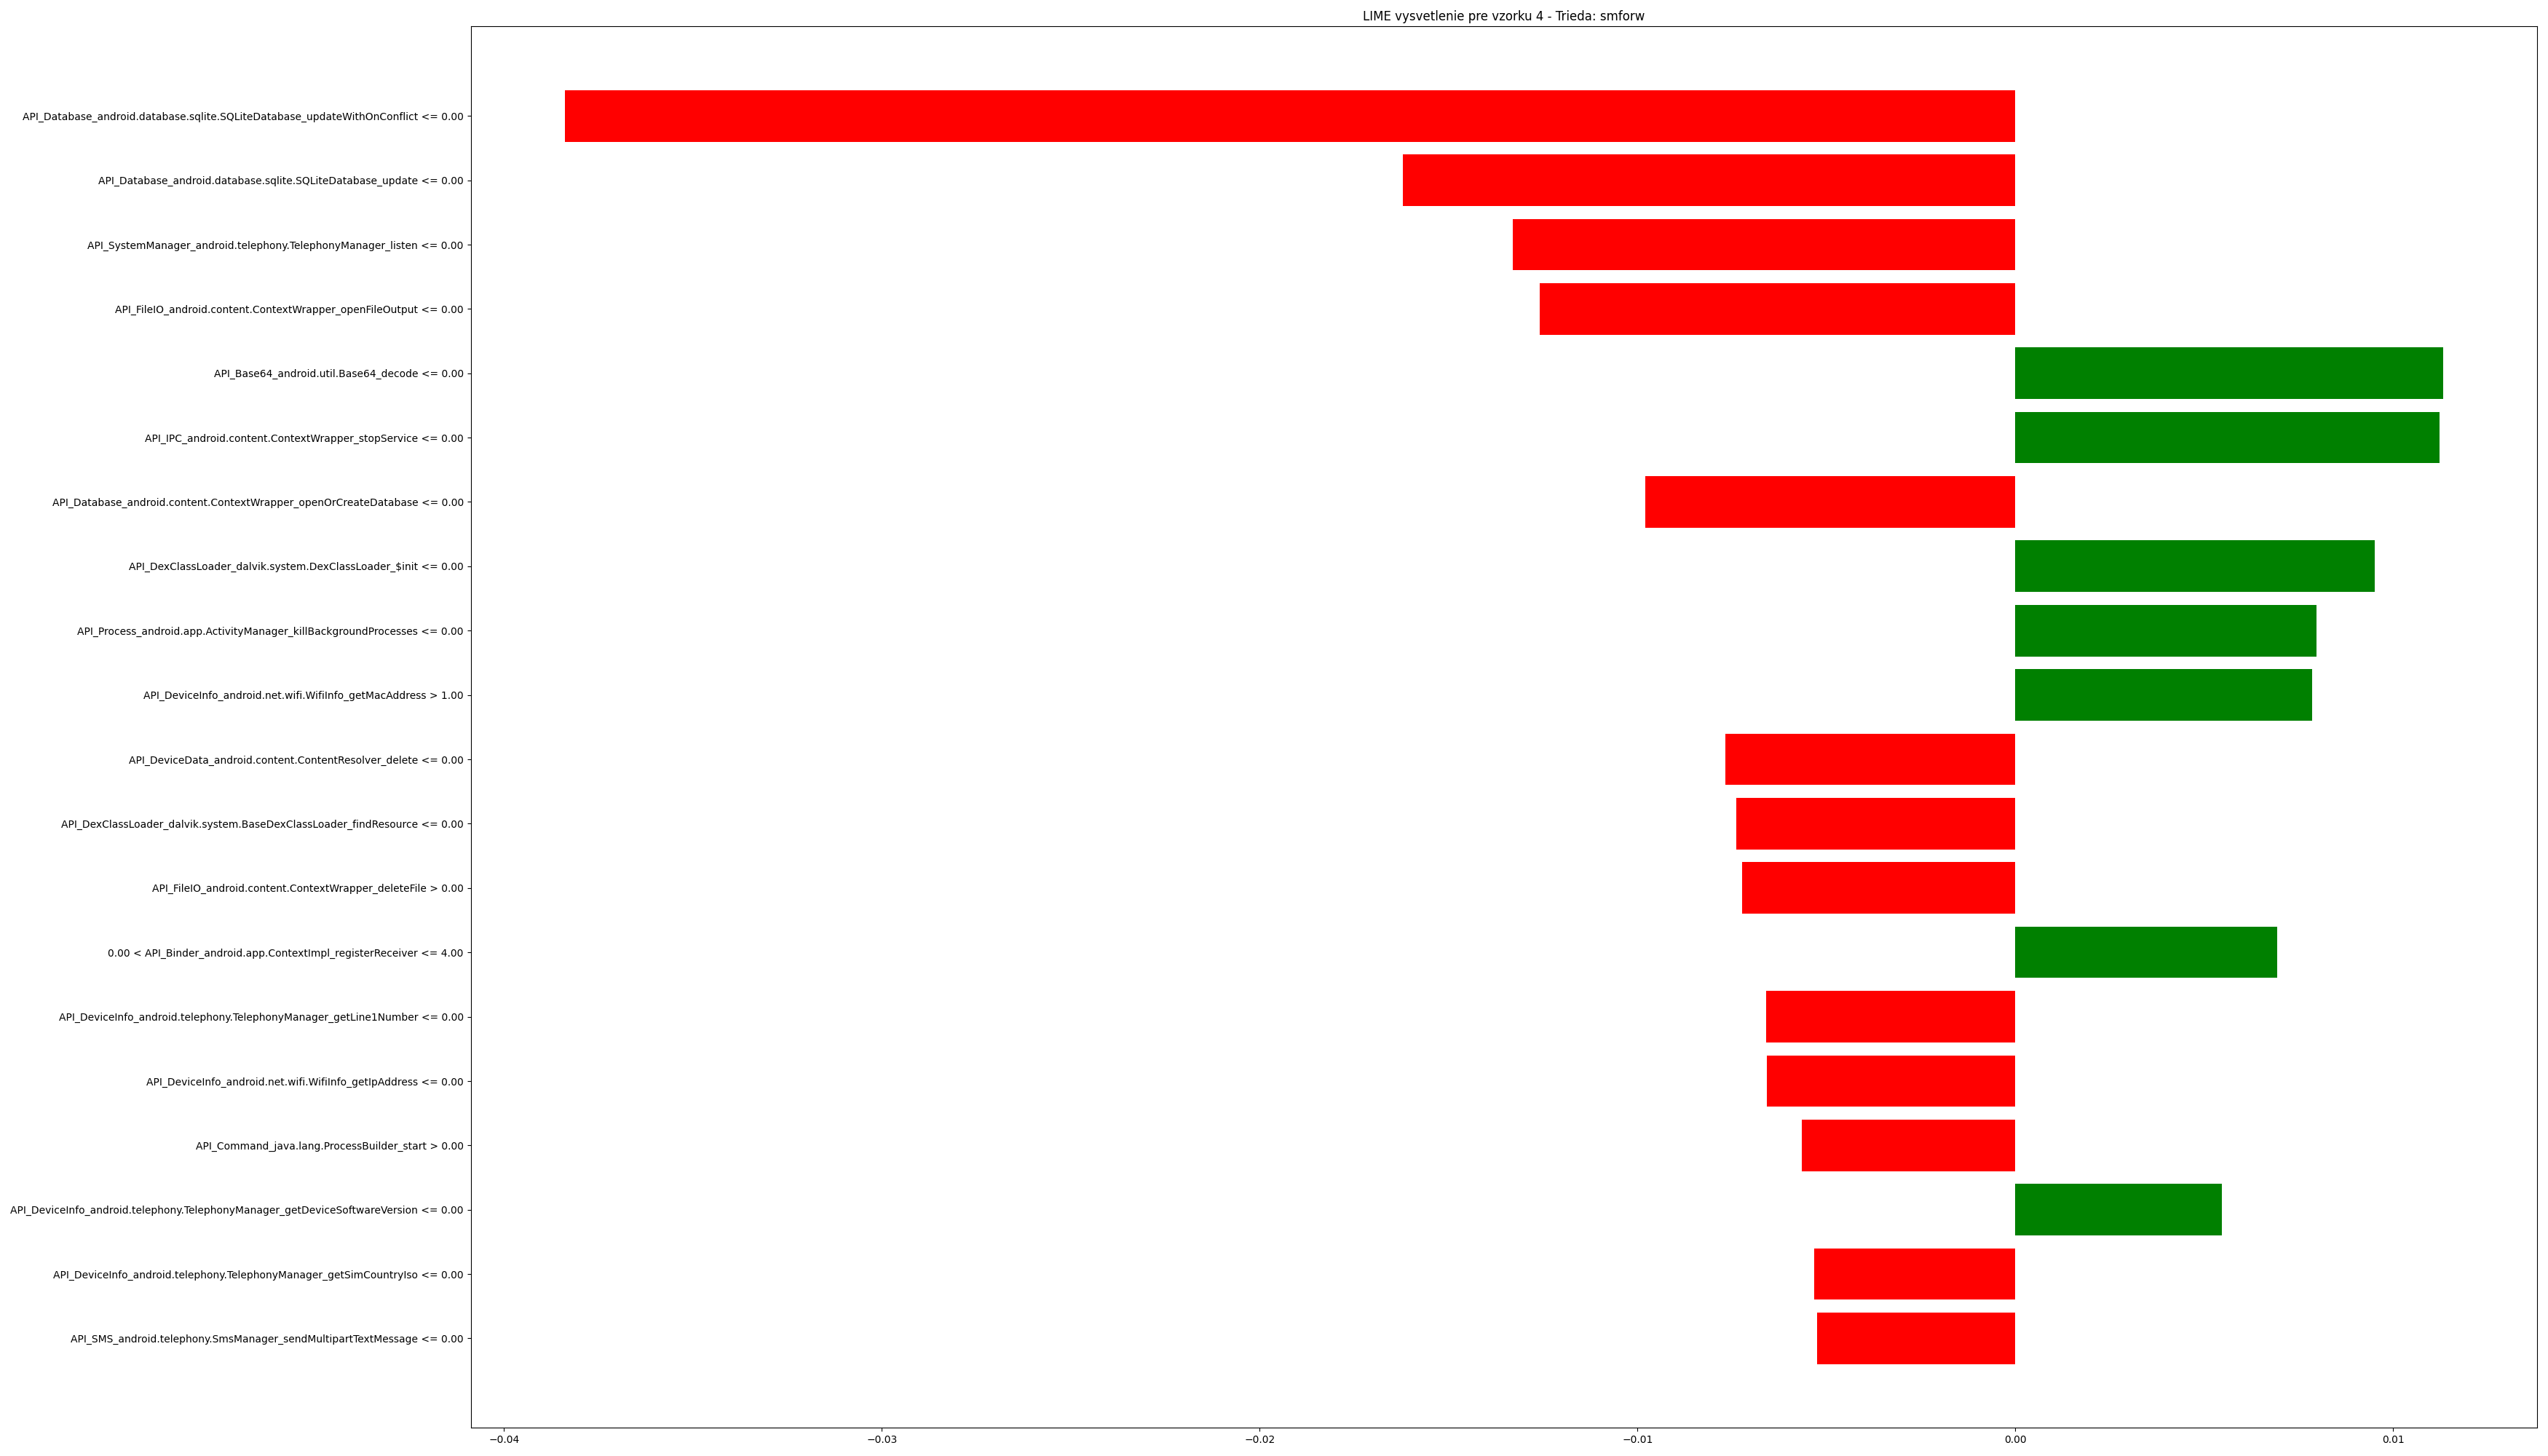 LIME vysvetlenie pre vzorku 4 - Trieda: smforw
API_Database_android.database.sqlite.SQLiteDatabase_updateWithOnConflict <= 0.00
API_Database_android.database.sqlite.SQLiteDatabase_update <= 0.00
API_SystemManager_android.telephony.TelephonyManager_listen <= 0.00
API_FileIO_android.content.ContextWrapper_openFileOutput <= 0.00
API_Base64_android.util.Base64_decode <= 0.00
API_IPC_android.content.ContextWrapper_stopService <= 0.00
API_Database_android.content.ContextWrapper_openOrCreateDatabase <= 0.00
API_DexClassLoader_dalvik.system.DexClassLoader_$init <= 0.00
API_Process_android.app.ActivityManager_killBackgroundProcesses <= 0.00
API_DeviceInfo_android.net.wifi.WifiInfo_getMacAddress > 1.00
API_DeviceData_android.content.ContentResolver_delete <= 0.00
API_DexClassLoader_dalvik.system.BaseDexClassLoader_findResource <= 0.00
API_FileIO_android.content.ContextWrapper_deleteFile > 0.00
0.00 < API_Binder_android.app.ContextImpl_registerReceiver <= 4.00
API_DeviceInfo_android.telephony.TelephonyManager_getLine1Number <= 0.00
API_DeviceInfo_android.net.wifi.WifiInfo_getIpAddress <= 0.00
API_Command_java.lang.ProcessBuilder_start > 0.00
API_DeviceInfo_android.telephony.TelephonyManager_getDeviceSoftwareVersion <= 0.00
API_DeviceInfo_android.telephony.TelephonyManager_getSimCountryIso <= 0.00
API_SMS_android.telephony.SmsManager_sendMultipartTextMessage <= 0.00
−0.04 −0.03 −0.02 −0.01 0.00 0.01